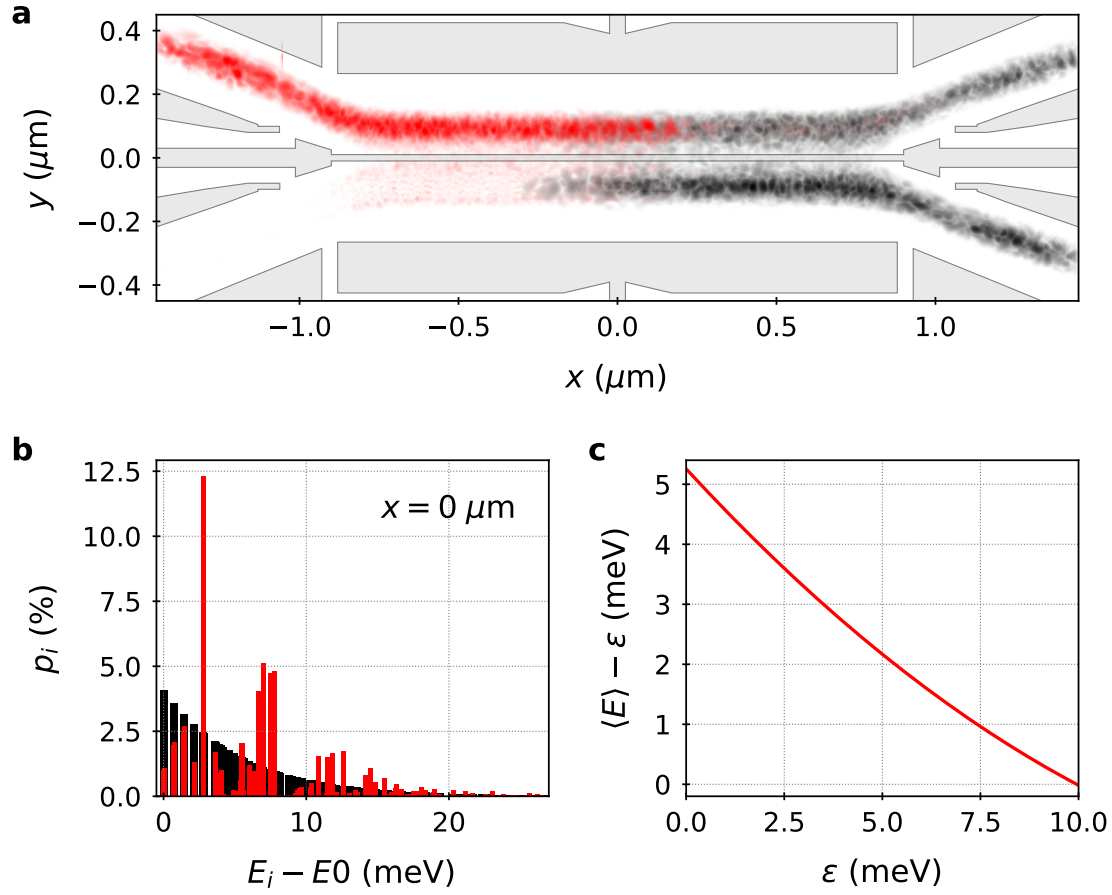 a
0.4
0.2
0.0
−0.2
−0.4
y (μm)
−1.0 −0.5 0.0 0.5 1.0
x (μm)
b
12.5
10.0
7.5
5.0
2.5
0.0
p_i (%)
x = 0 μm
0 10 20
E_i − E0 (meV)
c
5
4
3
2
1
0
⟨E⟩ − ε (meV)
0.0 2.5 5.0 7.5 10.0
ε (meV)